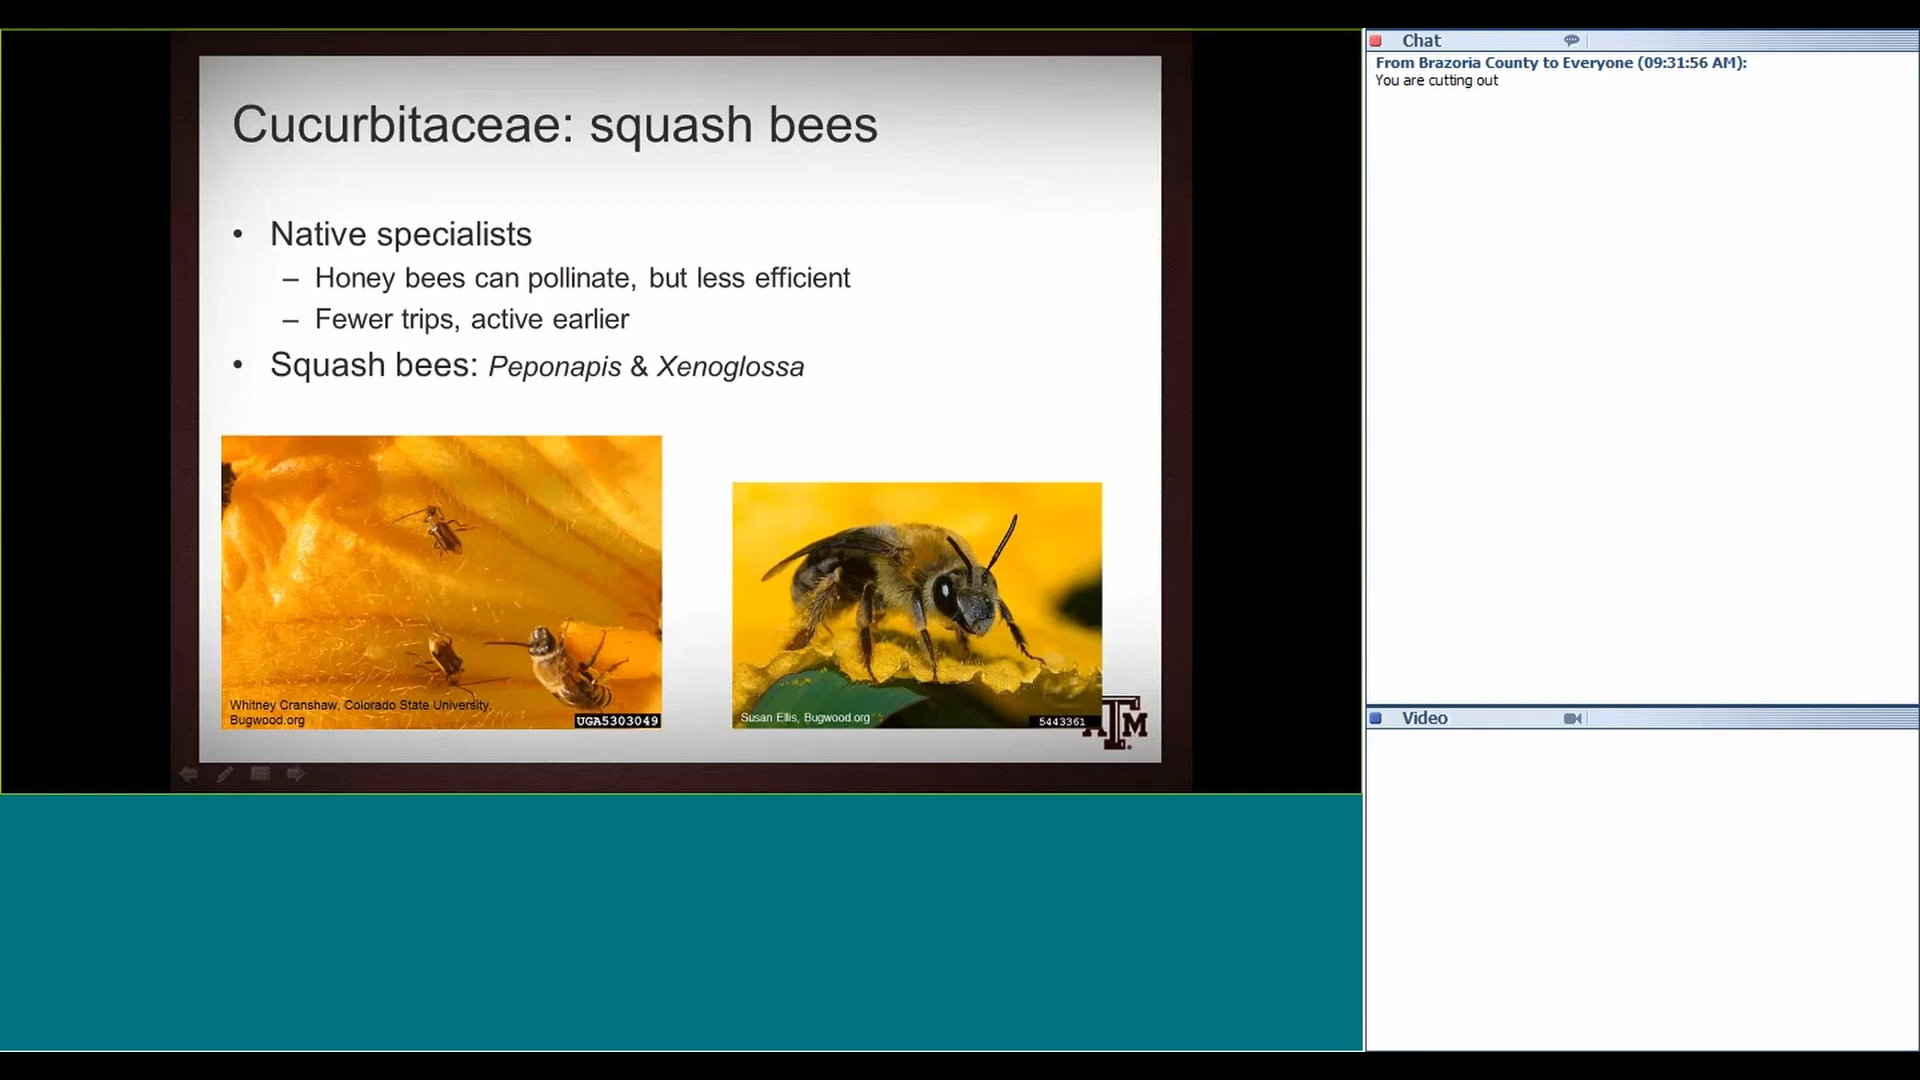 Cucurbitaceae: squash bees
• Native specialists
– Honey bees can pollinate, but less efficient
– Fewer trips, active earlier
• Squash bees: Peponapis & Xenoglossa
Whitney Cranshaw, Colorado State University,
Bugwood.org
UGA5303049
Susan Ellis, Bugwood.org
5443361
ATM
Chat
From Brazoria County to Everyone (09:31:56 AM):
You are cutting out
Video